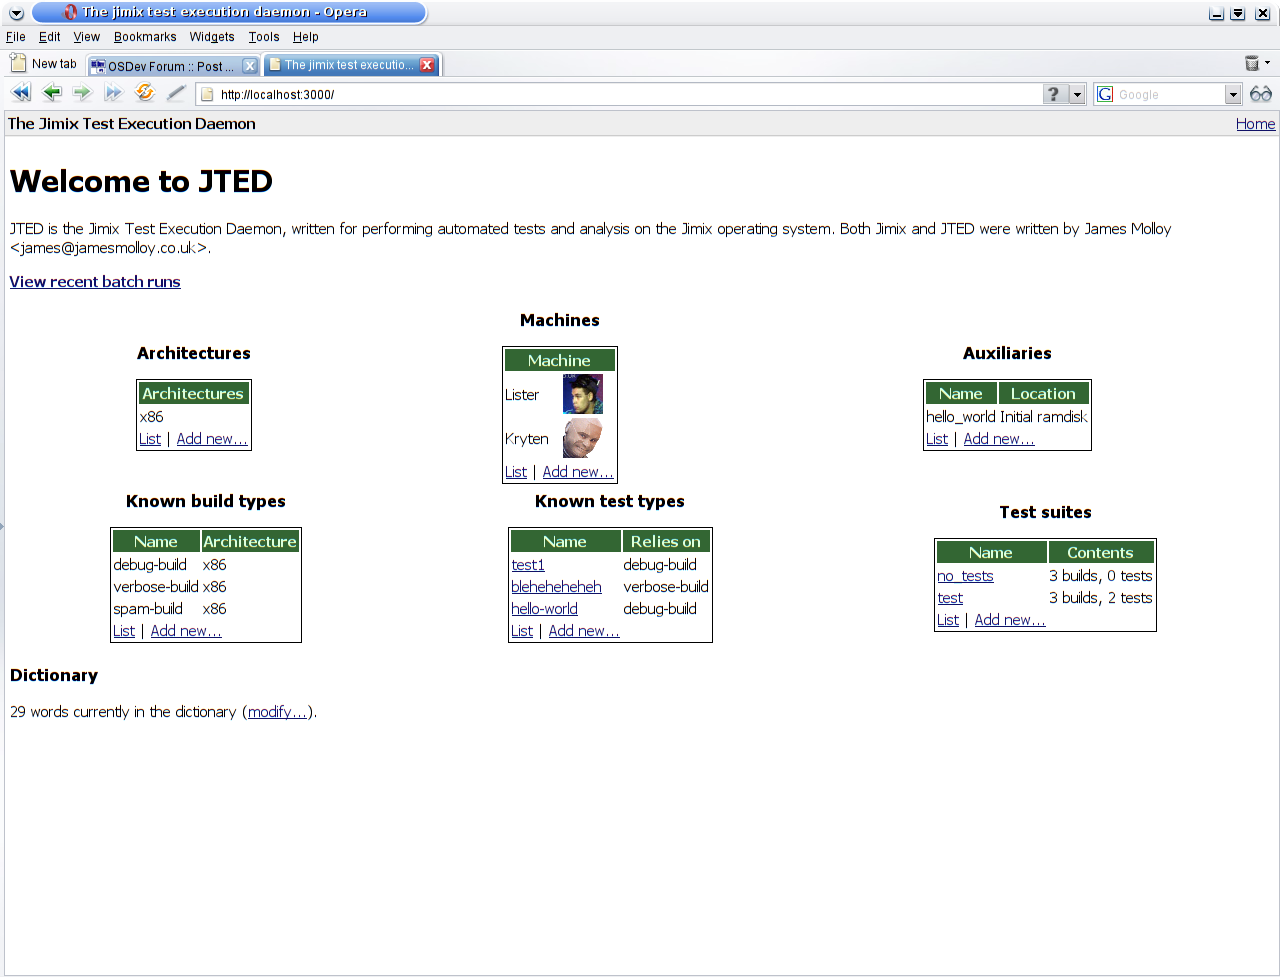 The jimix test execution daemon - Opera
File Edit View Bookmarks Widgets Tools Help
New tab OSDev Forum :: Post ... The jimix test executio...
http://localhost:3000/ ? G Google
The Jimix Test Execution Daemon Home
Welcome to JTED
JTED is the Jimix Test Execution Daemon, written for performing automated tests and analysis on the Jimix operating system. Both Jimix and JTED were written by James Molloy
<james@jamesmolloy.co.uk>.
View recent batch runs
Architectures
Architectures
x86
List | Add new...
Machines
Machine
Lister
Kryten
List | Add new...
Auxiliaries
Name Location
hello_world Initial ramdisk
List | Add new...
Known build types
Name Architecture
debug-build x86
verbose-build x86
spam-build x86
List | Add new...
Known test types
Name Relies on
test1 debug-build
bleheheheheh verbose-build
hello-world debug-build
List | Add new...
Test suites
Name Contents
no_tests 3 builds, 0 tests
test 3 builds, 2 tests
List | Add new...
Dictionary
29 words currently in the dictionary (modify...).